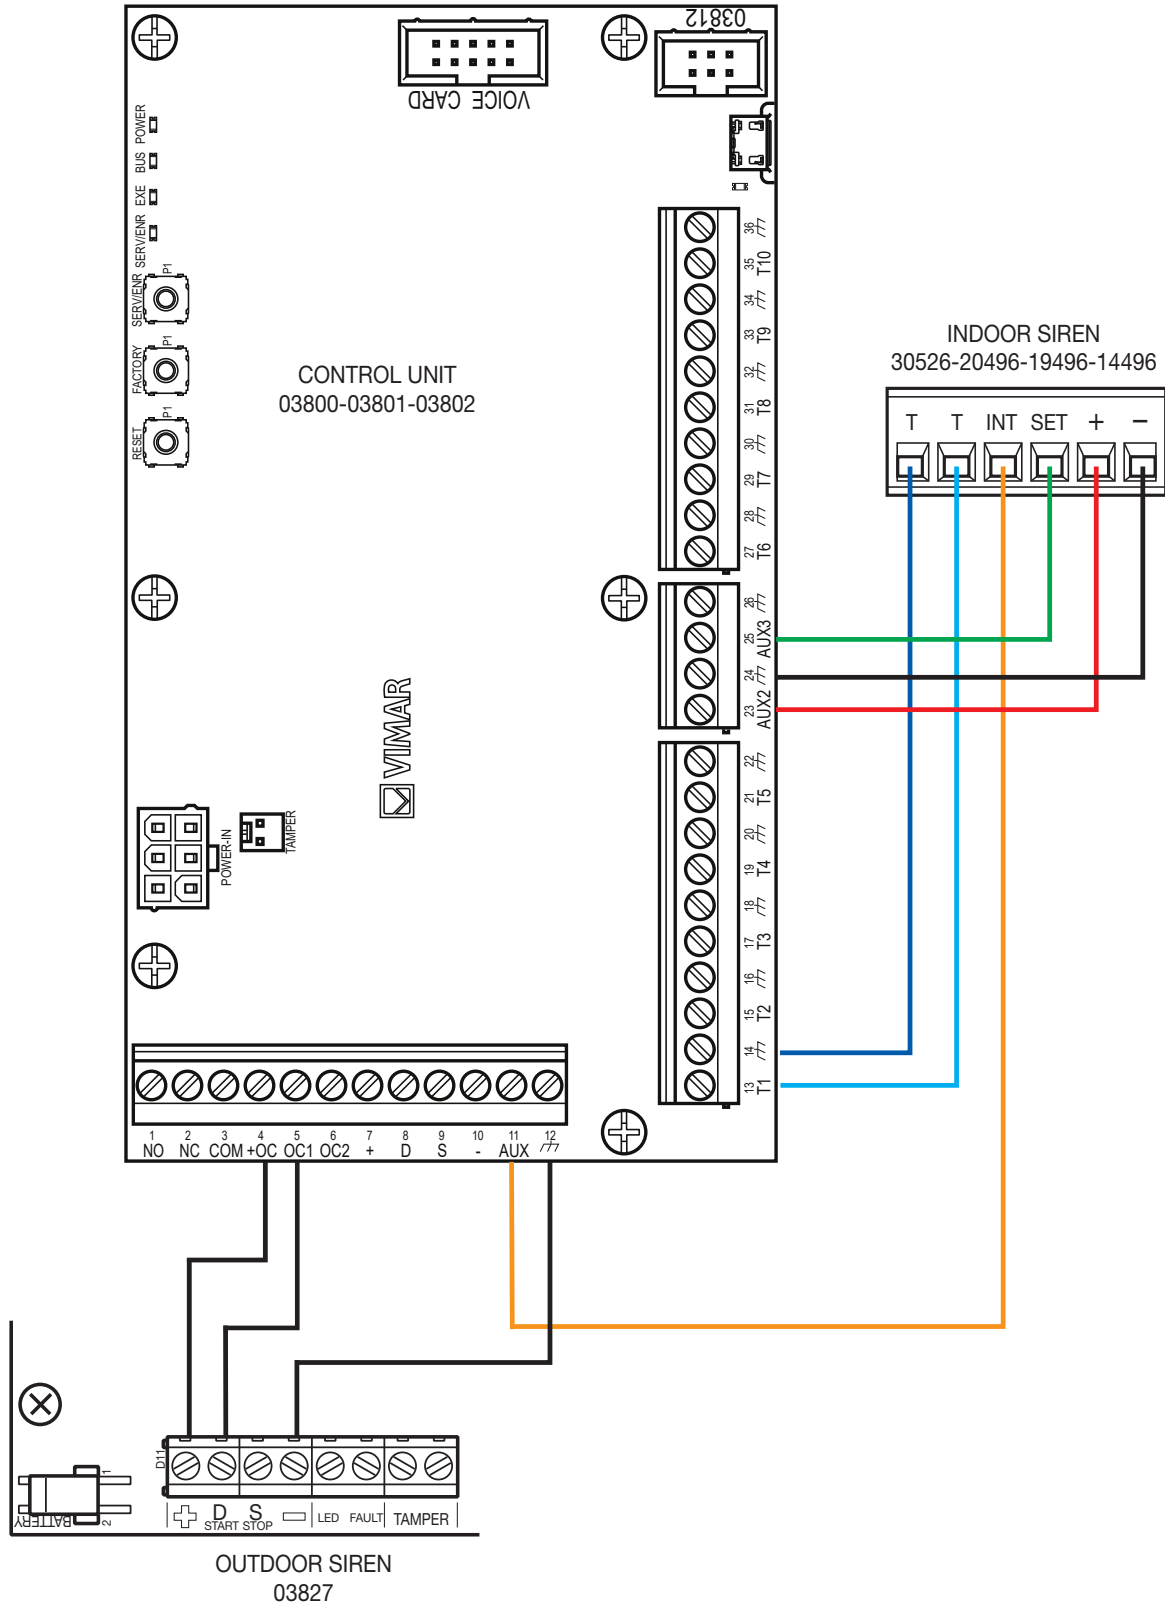 03812
VOICE CARD
POWER
BUS
EXE
SERV/ENR
SERV/ENR
P1
FACTORY
P1
RESET
P1
CONTROL UNIT
03800-03801-03802
36
35 T10
34
33 T9
32
31 T8
30
29 T7
28
27 T6
26
25 AUX3
24
23 AUX2
22
21 T5
20
19 T4
18
17 T3
16
15 T2
14
13 T1
INDOOR SIREN
30526-20496-19496-14496
T T INT SET + −
VIMAR
POWER-IN
TAMPER
1 2 3 4 5 6 7 8 9 10 11 12
NO NC COM +OC OC1 OC2 + D S - AUX
D11
1
2
BATTERY
+ D S − LED FAULT TAMPER
START STOP
OUTDOOR SIREN
03827